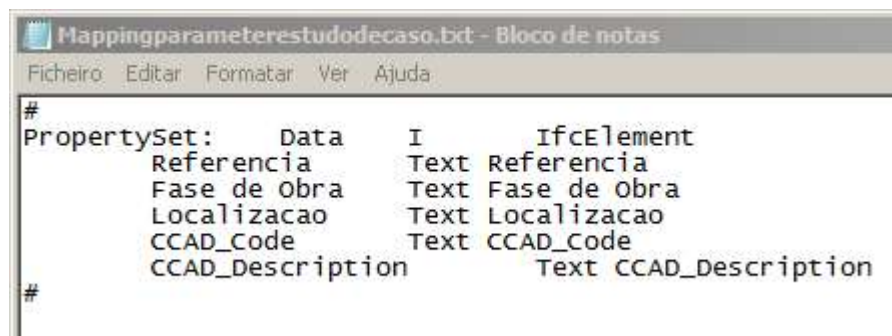 Mappingparameterestudodecaso.txt - Bloco de notas
Ficheiro Editar Formatar Ver Ajuda
#
PropertySet: Data I IfcElement
Referencia Text Referencia
Fase de Obra Text Fase de Obra
Localizacao Text Localizacao
CCAD_Code Text CCAD_Code
CCAD_Description Text CCAD_Description
#